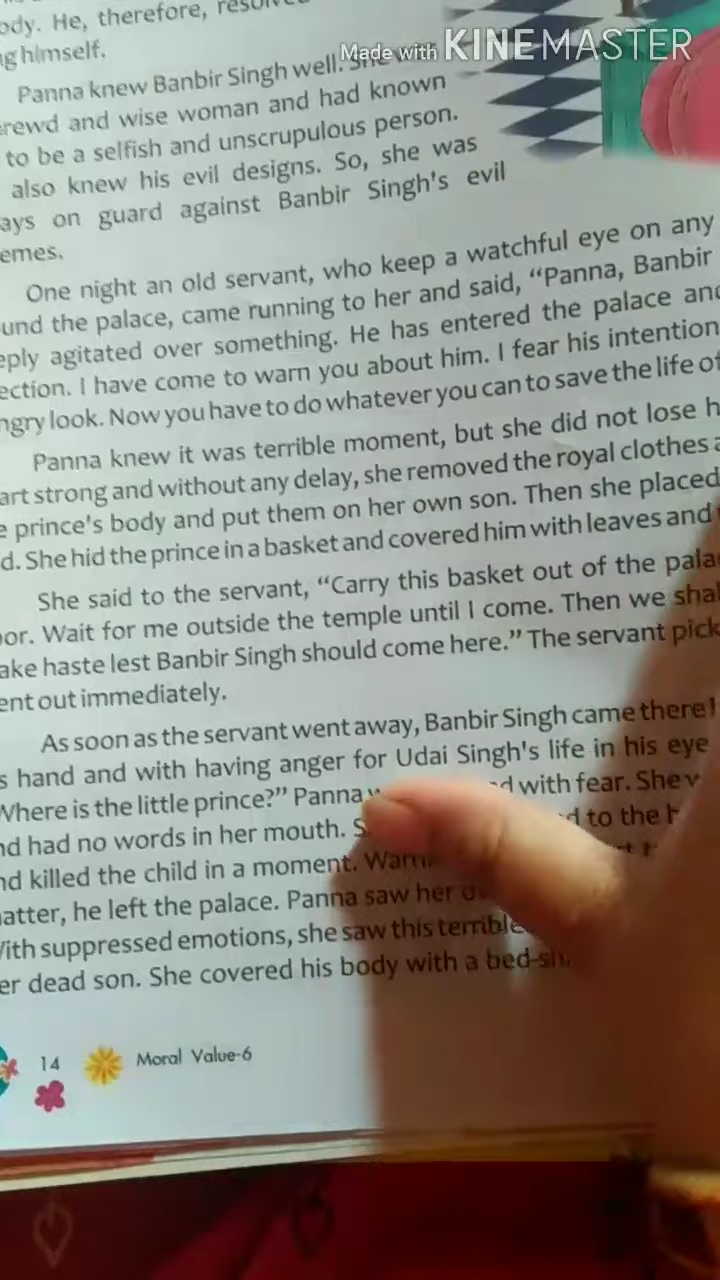 ody. He, therefore,
g himself.
Made with KINEMASTER
Panna knew Banbir Singh well. She
rewd and wise woman and had known
to be a selfish and unscrupulous person.
also knew his evil designs. So, she was
ays on guard against Banbir Singh's evil
emes.
One night an old servant, who keep a watchful eye on any
und the palace, came running to her and said, “Panna, Banbir
eply agitated over something. He has entered the palace and
ection. I have come to warn you about him. I fear his intention
ngry look. Now you have to do whatever you can to save the life of
Panna knew it was terrible moment, but she did not lose h
art strong and without any delay, she removed the royal clothes a
e prince's body and put them on her own son. Then she placed
d. She hid the prince in a basket and covered him with leaves and
She said to the servant, “Carry this basket out of the pala
oor. Wait for me outside the temple until I come. Then we shal
ake haste lest Banbir Singh should come here.” The servant pick
ent out immediately.
As soon as the servant went away, Banbir Singh came there
s hand and with having anger for Udai Singh's life in his eye
Where is the little prince?” Panna with fear. She
nd had no words in her mouth. to the
nd killed the child in a moment.
atter, he left the palace. Panna saw her
With suppressed emotions, she saw this terrible
er dead son. She covered his body with a
14 Moral Value-6